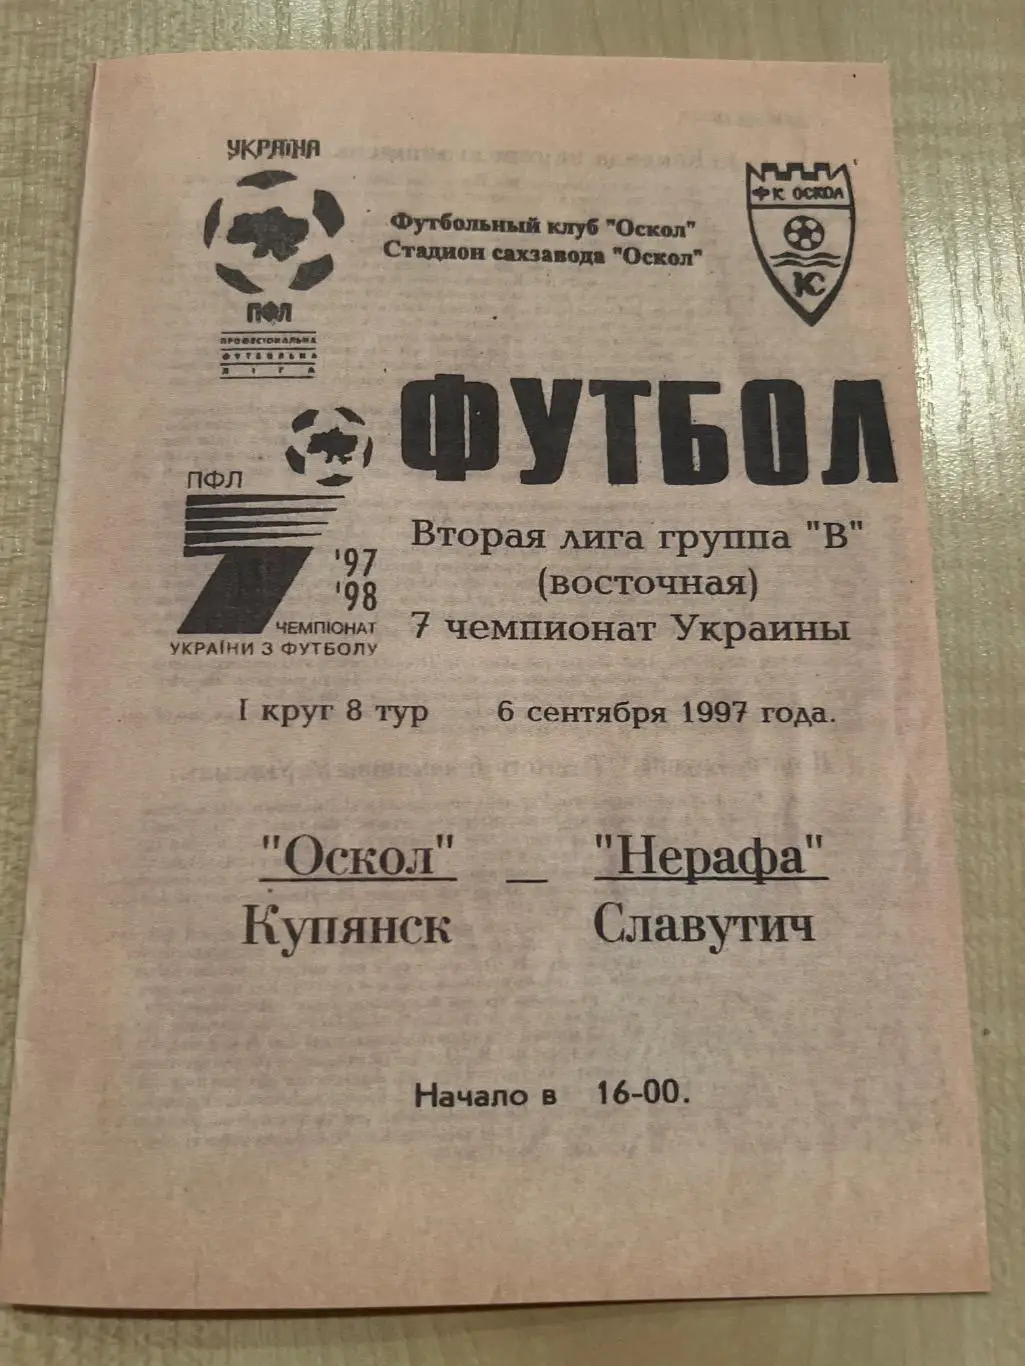 УКРАЇНА
ПФЛ
ПРОФЕСІОНАЛЬНА
ФУТБОЛЬНА
ЛІГА
Футбольный клуб "Оскол"
Стадион сахзавода "Оскол"
ФК ОСКОЛ
КС
ФУТБОЛ
ПФЛ
7 '97
'98
ЧЕМПІОНАТ
УКРАЇНИ З ФУТБОЛУ
Вторая лига группа "В"
(восточная)
7 чемпионат Украины
I круг 8 тур 6 сентября 1997 года.
"Оскол" — "Нерафа"
Купянск Славутич
Начало в 16-00.